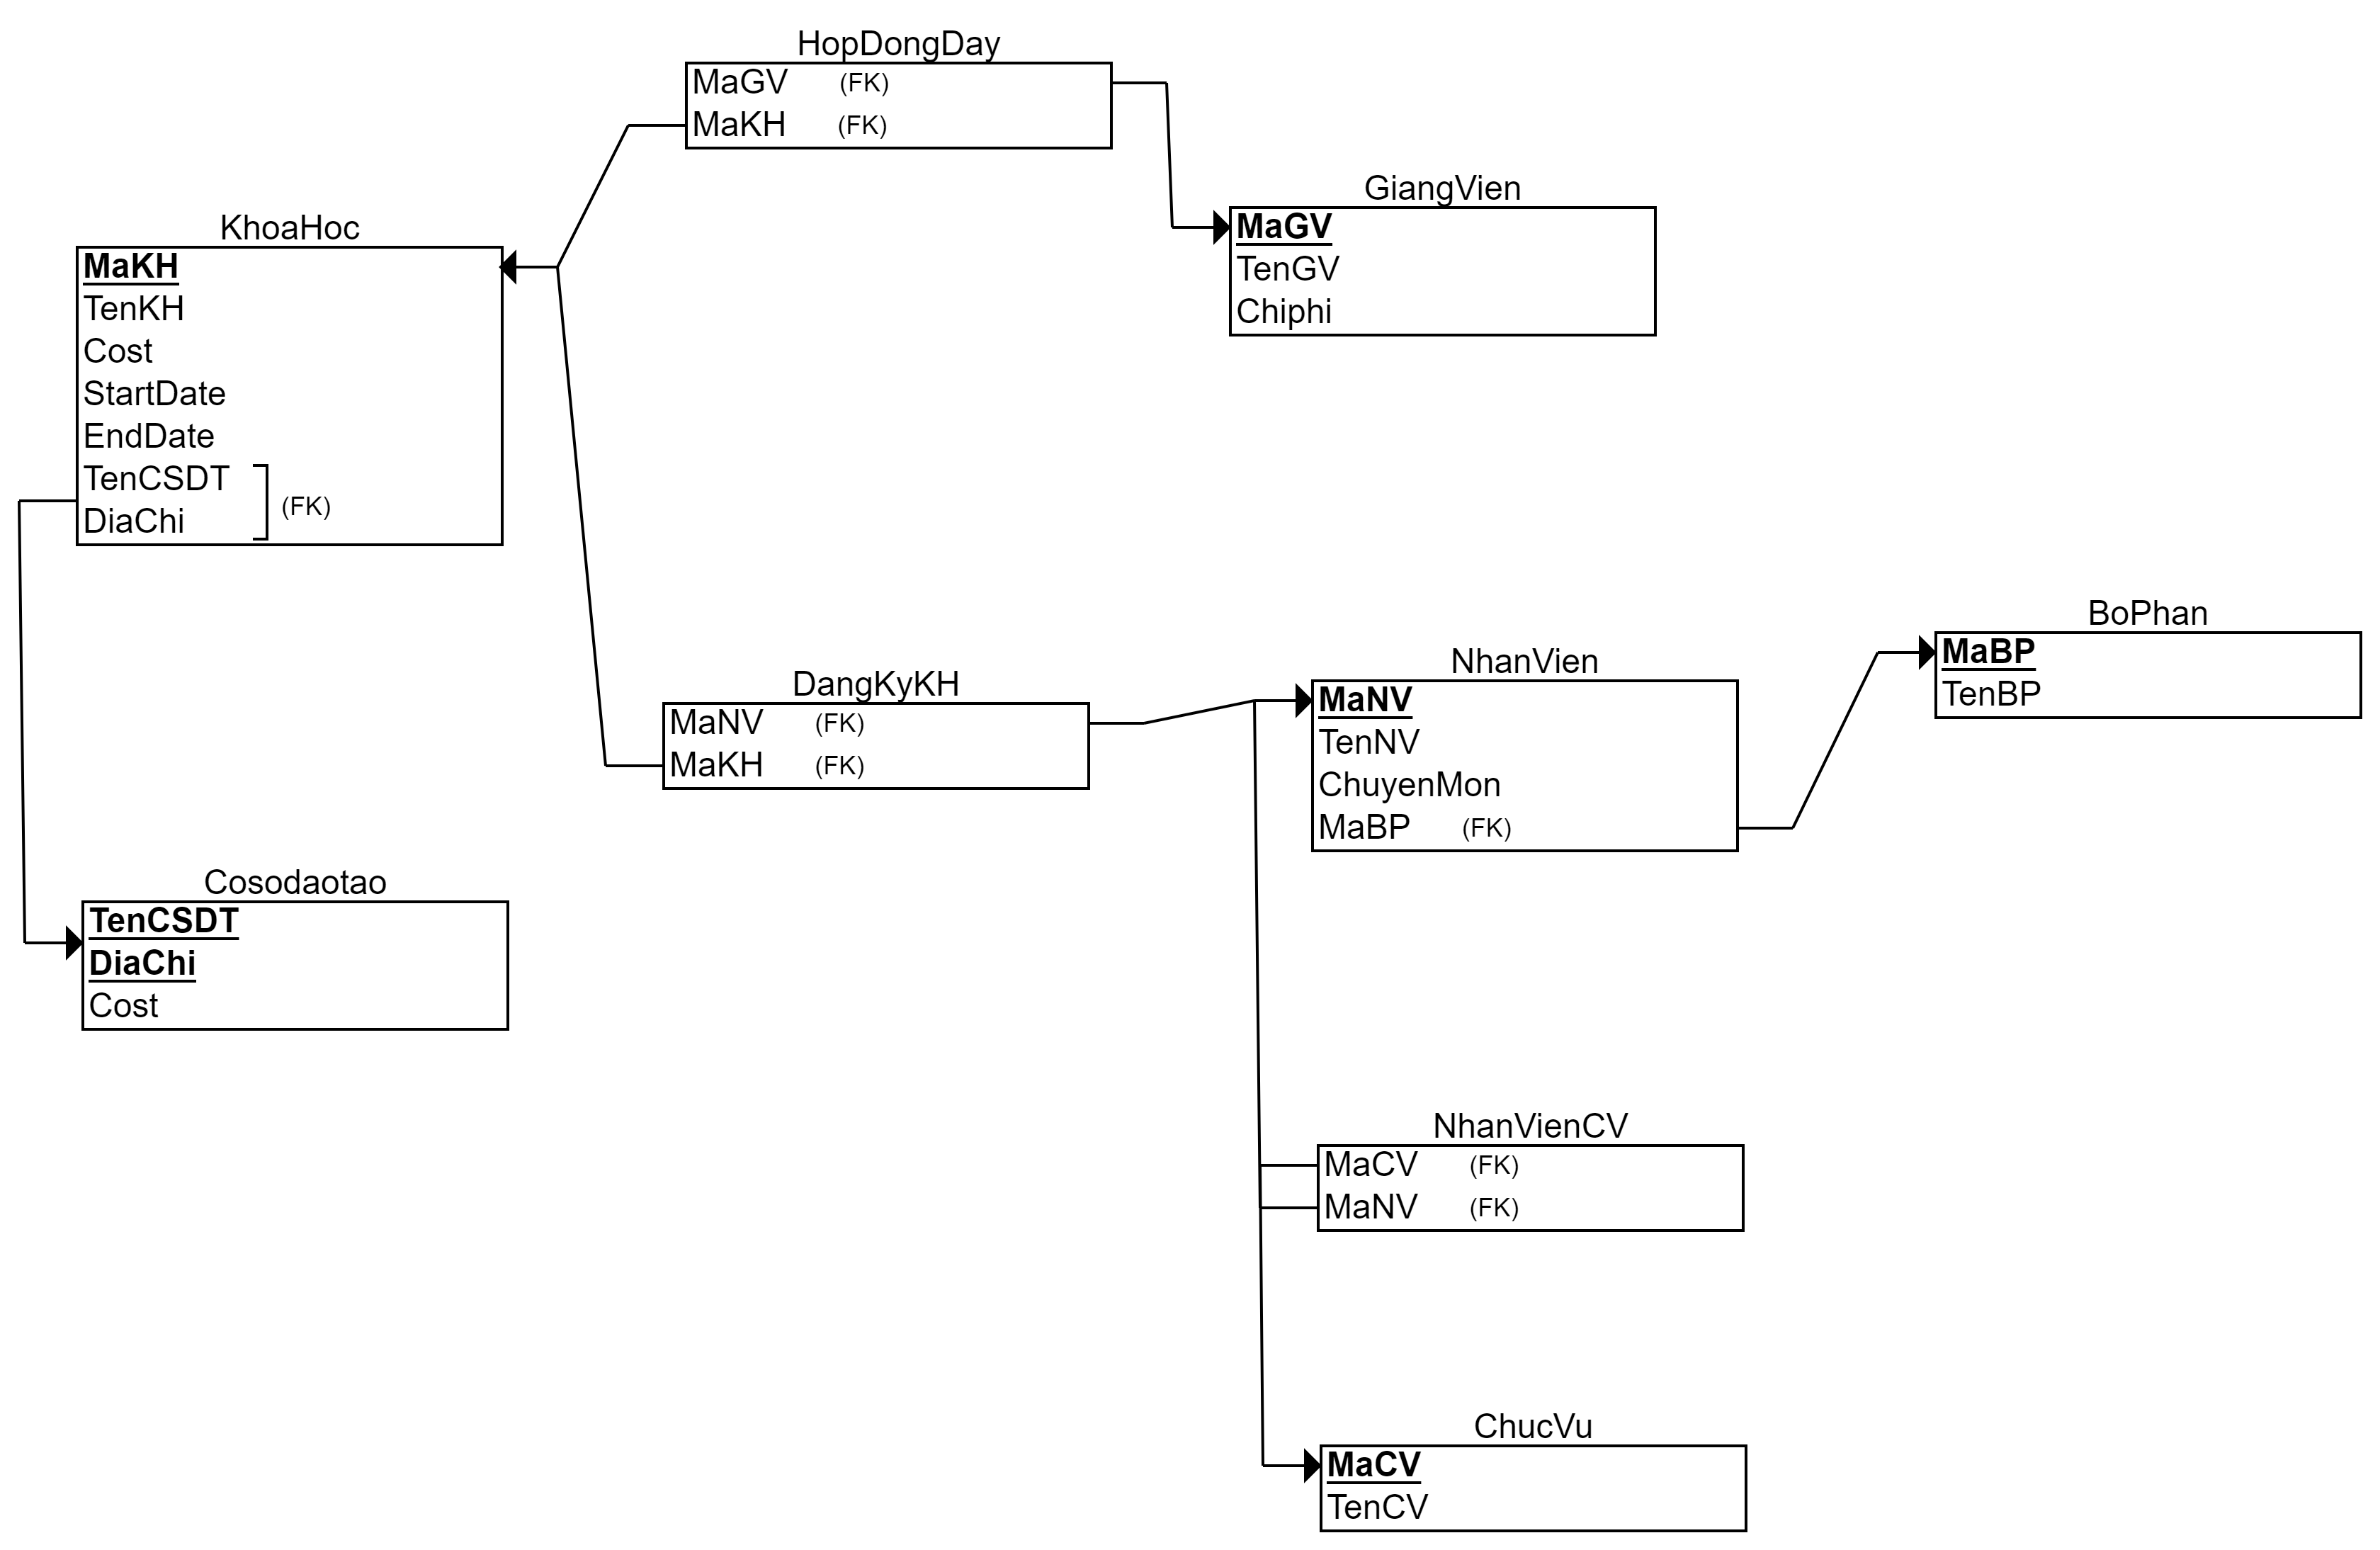 HopDongDay
MaGV (FK)
MaKH (FK)
GiangVien
MaGV
TenGV
Chiphi
KhoaHoc
MaKH
TenKH
Cost
StartDate
EndDate
TenCSDT
DiaChi
(FK)
BoPhan
MaBP
TenBP
NhanVien
MaNV
TenNV
ChuyenMon
MaBP (FK)
DangKyKH
MaNV (FK)
MaKH (FK)
Cosodaotao
TenCSDT
DiaChi
Cost
NhanVienCV
MaCV (FK)
MaNV (FK)
ChucVu
MaCV
TenCV